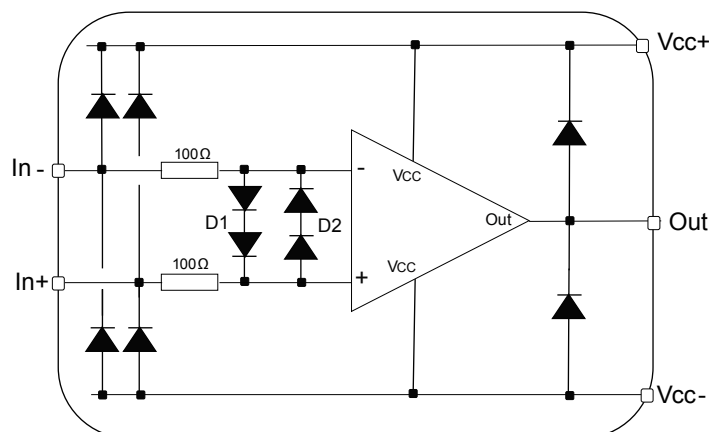 Vcc+
In -
100Ω
-
Vcc
D1
D2
Out
Out
In+
100Ω
+
Vcc
Vcc-